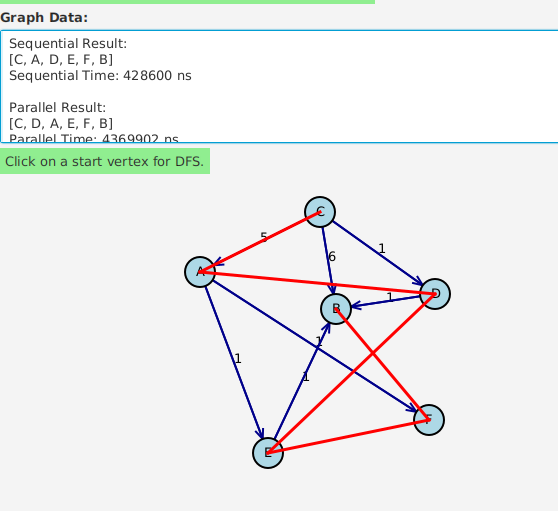 Graph Data:
Sequential Result:
[C, A, D, E, F, B]
Sequential Time: 428600 ns
Parallel Result:
[C, D, A, E, F, B]
Parallel Time: 4369902 ns
Click on a start vertex for DFS.
C
5
1
6
A
D
1
B
1
1
1
F
E